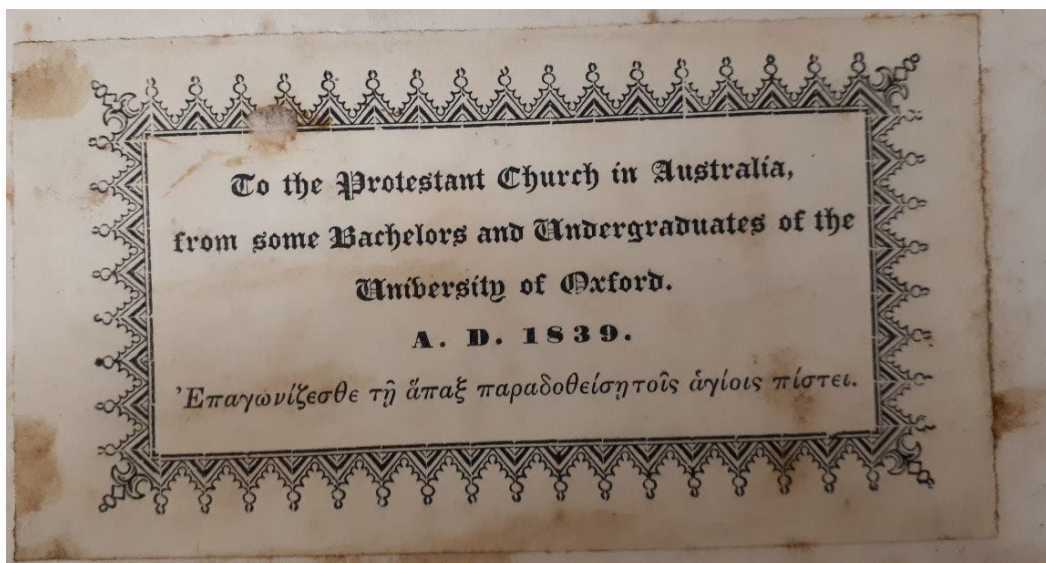 To the Protestant Church in Australia,
from some Bachelors and Undergraduates of the
University of Oxford.
A. D. 1839.
Ἐπαγωνίζεσθε τῇ ἅπαξ παραδοθείσῃ τοῖς ἁγίοις πίστει.